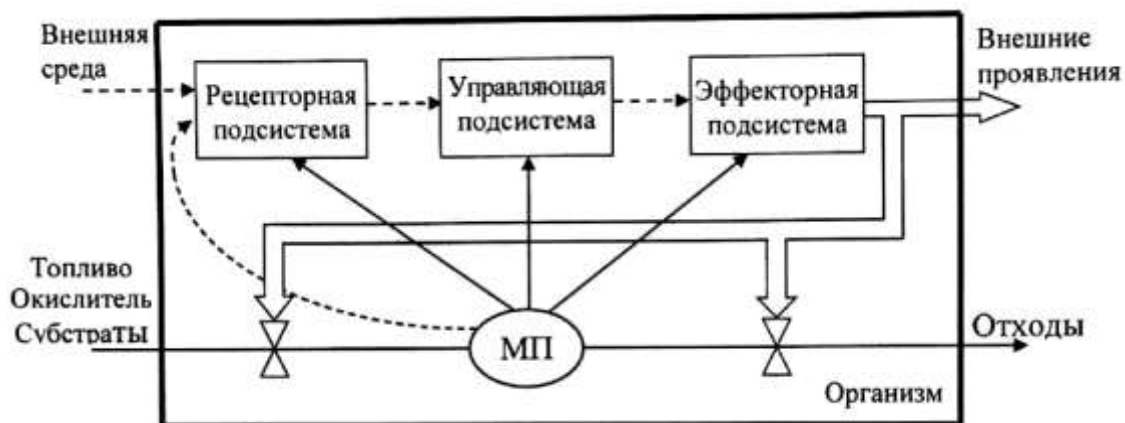 Внешняя
среда
Рецепторная
подсистема
Управляющая
подсистема
Эффекторная
подсистема
Внешние
проявления
Топливо
Окислитель
Субстраты
МП
Отходы
Организм